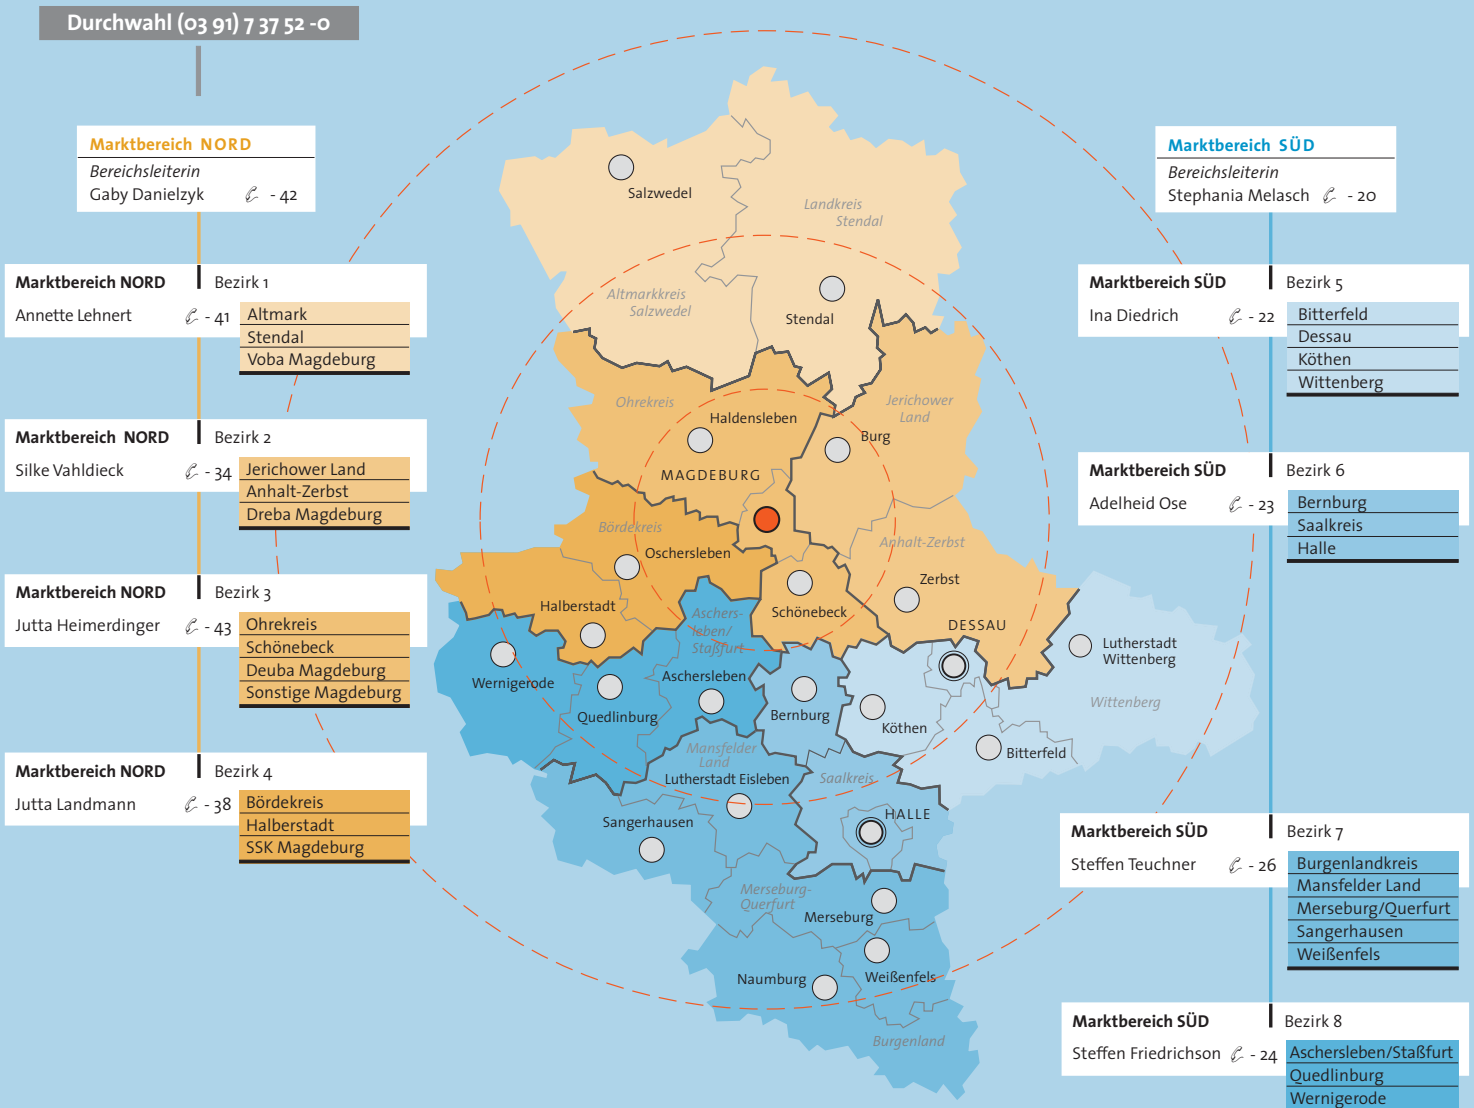 Durchwahl (03 91) 7 37 52 -0
Marktbereich NORD
Bereichsleiterin
Gaby Danielzyk - 42
Marktbereich NORD Bezirk 1
Annette Lehnert - 41
Altmark
Stendal
Voba Magdeburg
Marktbereich NORD Bezirk 2
Silke Vahldieck - 34
Jerichower Land
Anhalt-Zerbst
Dreba Magdeburg
Marktbereich NORD Bezirk 3
Jutta Heimerdinger - 43
Ohrekreis
Schönebeck
Deuba Magdeburg
Sonstige Magdeburg
Marktbereich NORD Bezirk 4
Jutta Landmann - 38
Bördekreis
Halberstadt
SSK Magdeburg
Salzwedel
Landkreis
Stendal
Altmarkkreis
Salzwedel
Stendal
Ohrekreis
Haldensleben
Jerichower
Land
Burg
MAGDEBURG
Bördekreis
Oschersleben
Anhalt-Zerbst
Zerbst
Halberstadt
Schönebeck
Aschers-
leben/
Staßfurt
DESSAU
Lutherstadt
Wittenberg
Wernigerode
Aschersleben
Quedlinburg
Bernburg
Köthen
Wittenberg
Bitterfeld
Mansfelder
Land
Lutherstadt Eisleben
Saalkreis
Sangerhausen
HALLE
Merseburg-
Querfurt
Merseburg
Naumburg
Weißenfels
Burgenland
Marktbereich SÜD
Bereichsleiterin
Stephania Melasch - 20
Marktbereich SÜD Bezirk 5
Ina Diedrich - 22
Bitterfeld
Dessau
Köthen
Wittenberg
Marktbereich SÜD Bezirk 6
Adelheid Ose - 23
Bernburg
Saalkreis
Halle
Marktbereich SÜD Bezirk 7
Steffen Teuchner - 26
Burgenlandkreis
Mansfelder Land
Merseburg/Querfurt
Sangerhausen
Weißenfels
Marktbereich SÜD Bezirk 8
Steffen Friedrichson - 24
Aschersleben/Staßfurt
Quedlinburg
Wernigerode